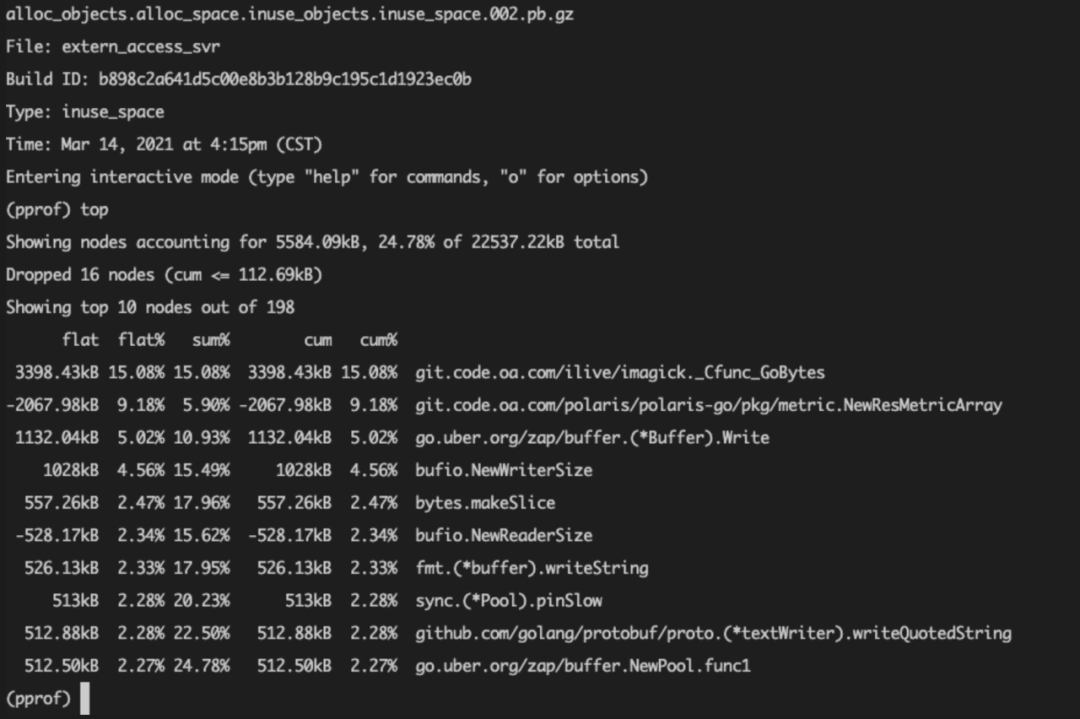 alloc_objects.alloc_space.inuse_objects.inuse_space.002.pb.gz
File: extern_access_svr
Build ID: b898c2a641d5c00e8b3b128b9c195c1d1923ec0b
Type: inuse_space
Time: Mar 14, 2021 at 4:15pm (CST)
Entering interactive mode (type "help" for commands, "o" for options)
(pprof) top
Showing nodes accounting for 5584.09kB, 24.78% of 22537.22kB total
Dropped 16 nodes (cum <= 112.69kB)
Showing top 10 nodes out of 198
flat flat% sum% cum cum%
3398.43kB 15.08% 15.08% 3398.43kB 15.08% git.code.oa.com/ilive/imagick._Cfunc_GoBytes
-2067.98kB 9.18% 5.90% -2067.98kB 9.18% git.code.oa.com/polaris/polaris-go/pkg/metric.NewResMetricArray
1132.04kB 5.02% 10.93% 1132.04kB 5.02% go.uber.org/zap/buffer.(*Buffer).Write
1028kB 4.56% 15.49% 1028kB 4.56% bufio.NewWriterSize
557.26kB 2.47% 17.96% 557.26kB 2.47% bytes.makeSlice
-528.17kB 2.34% 15.62% -528.17kB 2.34% bufio.NewReaderSize
526.13kB 2.33% 17.95% 526.13kB 2.33% fmt.(*buffer).writeString
513kB 2.28% 20.23% 513kB 2.28% sync.(*Pool).pinSlow
512.88kB 2.28% 22.50% 512.88kB 2.28% github.com/golang/protobuf/proto.(*textWriter).writeQuotedString
512.50kB 2.27% 24.78% 512.50kB 2.27% go.uber.org/zap/buffer.NewPool.func1
(pprof)